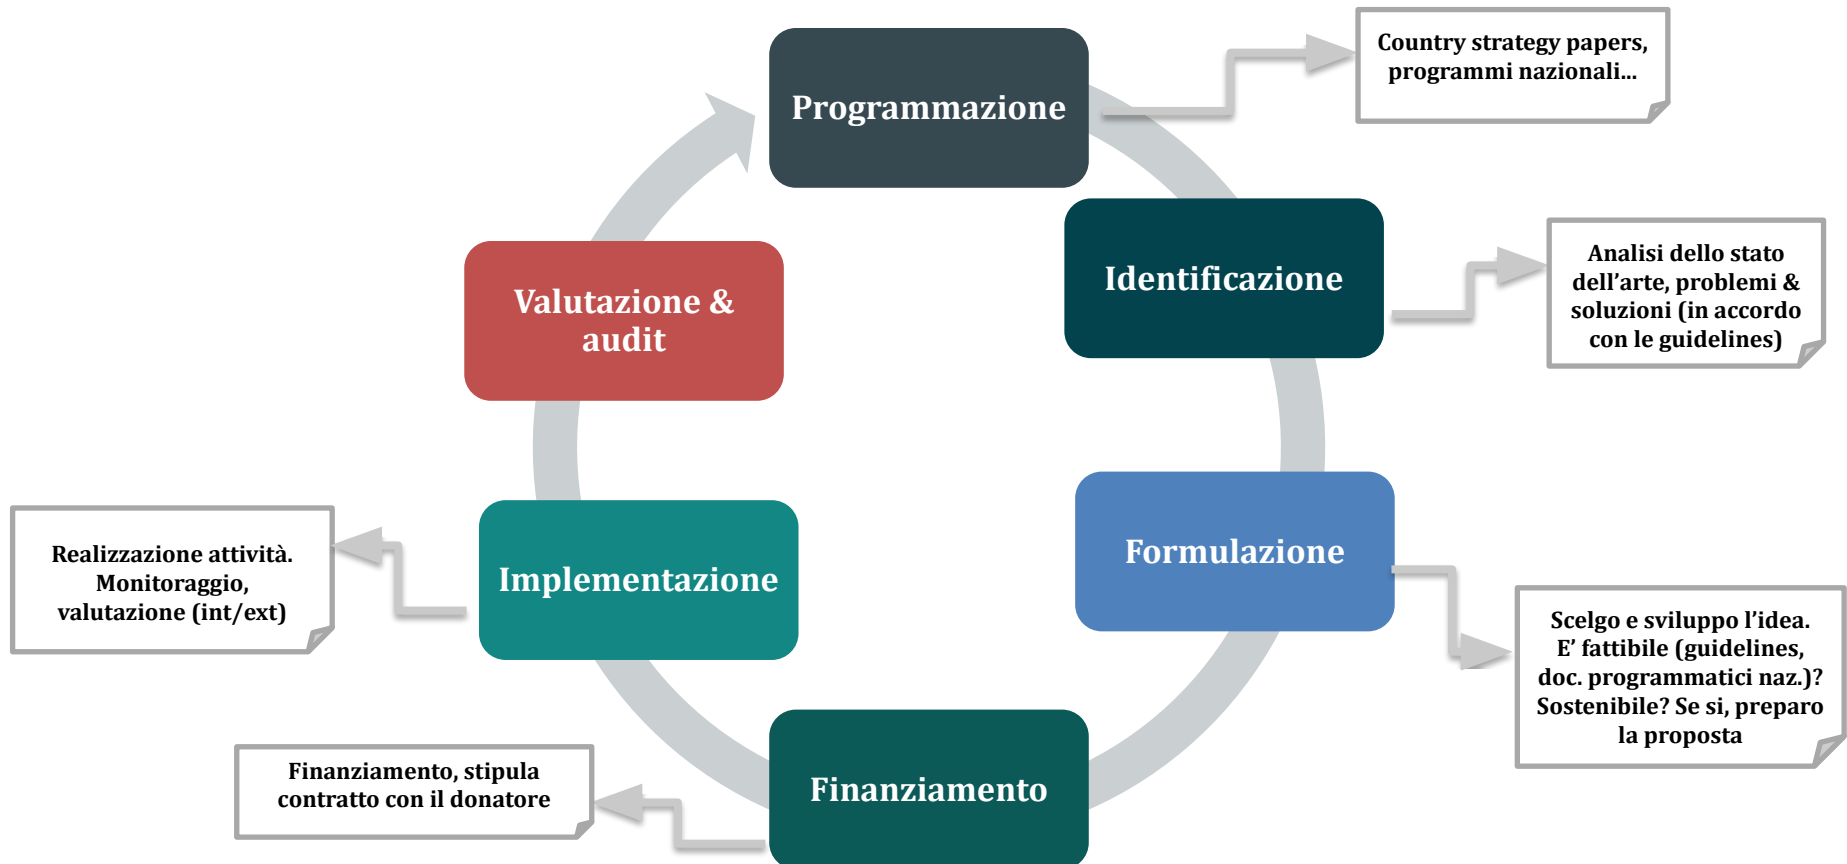 Programmazione
Country strategy papers,
programmi nazionali...
Identificazione
Analisi dello stato
dell’arte, problemi &
soluzioni (in accordo
con le guidelines)
Formulazione
Scelgo e sviluppo l’idea.
E’ fattibile (guidelines,
doc. programmatici naz.)?
Sostenibile? Se si, preparo
la proposta
Finanziamento
Finanziamento, stipula
contratto con il donatore
Implementazione
Realizzazione attività.
Monitoraggio,
valutazione (int/ext)
Valutazione &
audit